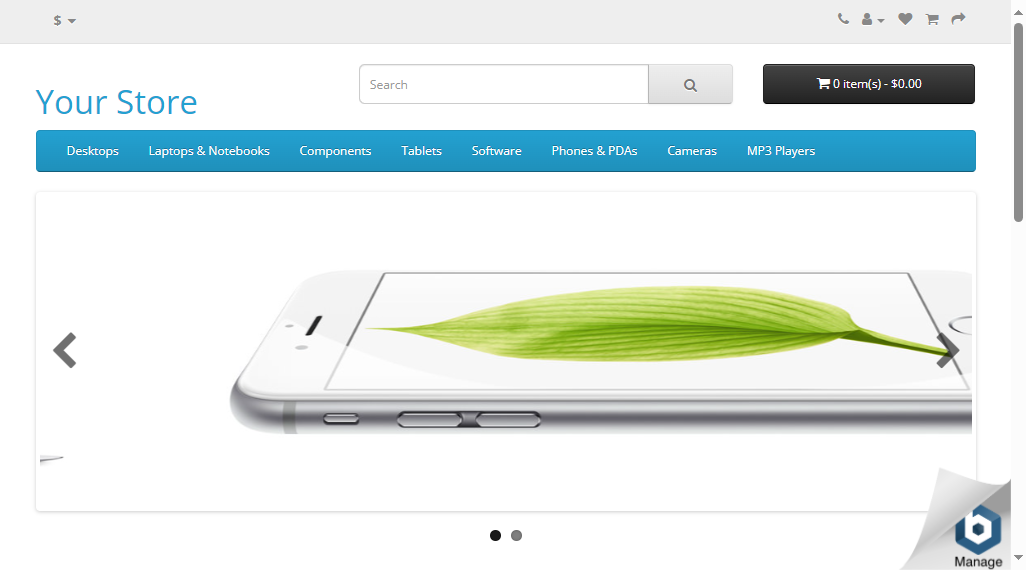 $
Your Store
Search
0 item(s) - $0.00
Desktops
Laptops & Notebooks
Components
Tablets
Software
Phones & PDAs
Cameras
MP3 Players
b
Manage